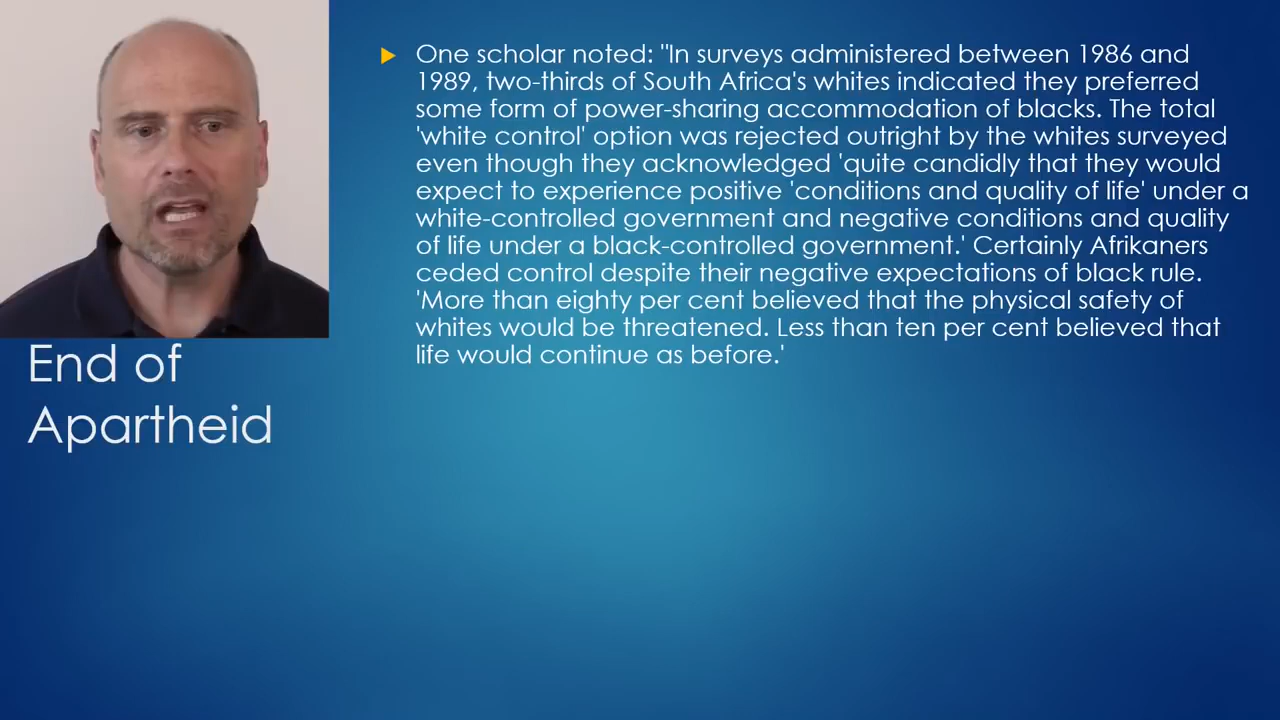 One scholar noted: "In surveys administered between 1986 and
1989, two-thirds of South Africa's whites indicated they preferred
some form of power-sharing accommodation of blacks. The total
'white control' option was rejected outright by the whites surveyed
even though they acknowledged 'quite candidly that they would
expect to experience positive 'conditions and quality of life' under a
white-controlled government and negative conditions and quality
of life under a black-controlled government.' Certainly Afrikaners
ceded control despite their negative expectations of black rule.
'More than eighty per cent believed that the physical safety of
whites would be threatened. Less than ten per cent believed that
life would continue as before.'
End of
Apartheid